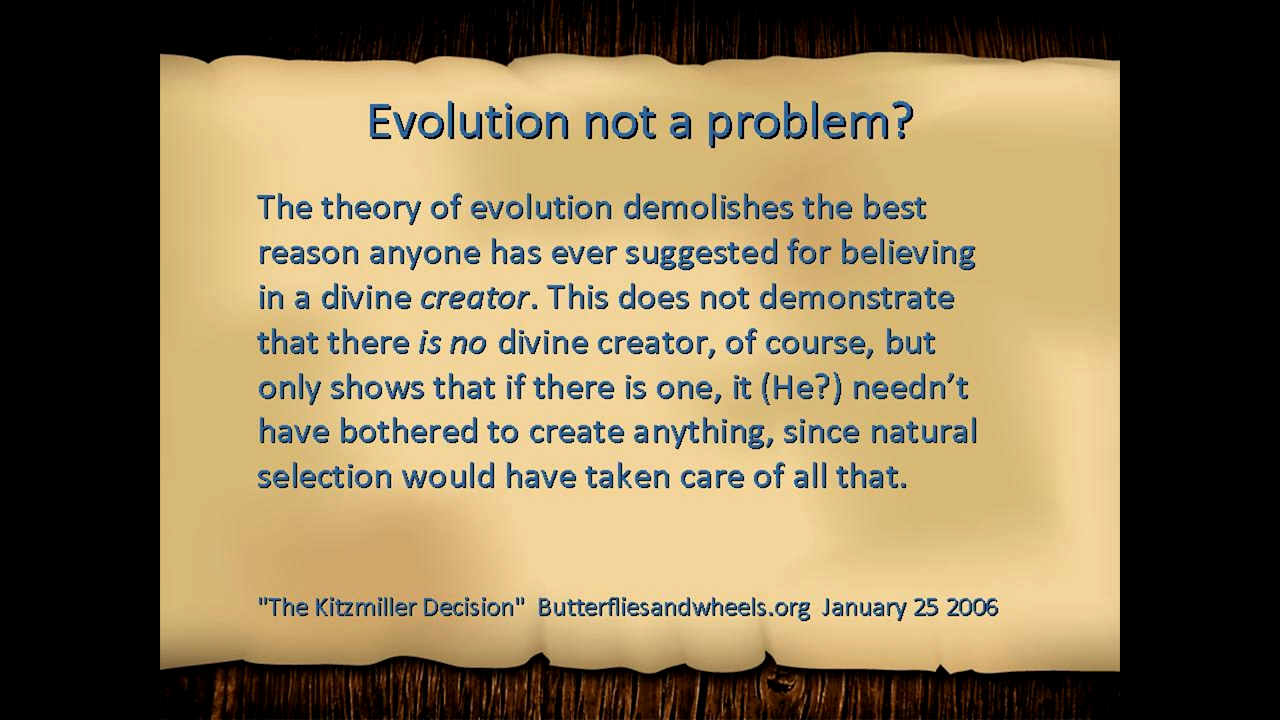 Evolution not a problem?
The theory of evolution demolishes the best
reason anyone has ever suggested for believing
in a divine creator. This does not demonstrate
that there is no divine creator, of course, but
only shows that if there is one, it (He?) needn’t
have bothered to create anything, since natural
selection would have taken care of all that.
"The Kitzmiller Decision" Butterfliesandwheels.org January 25 2006